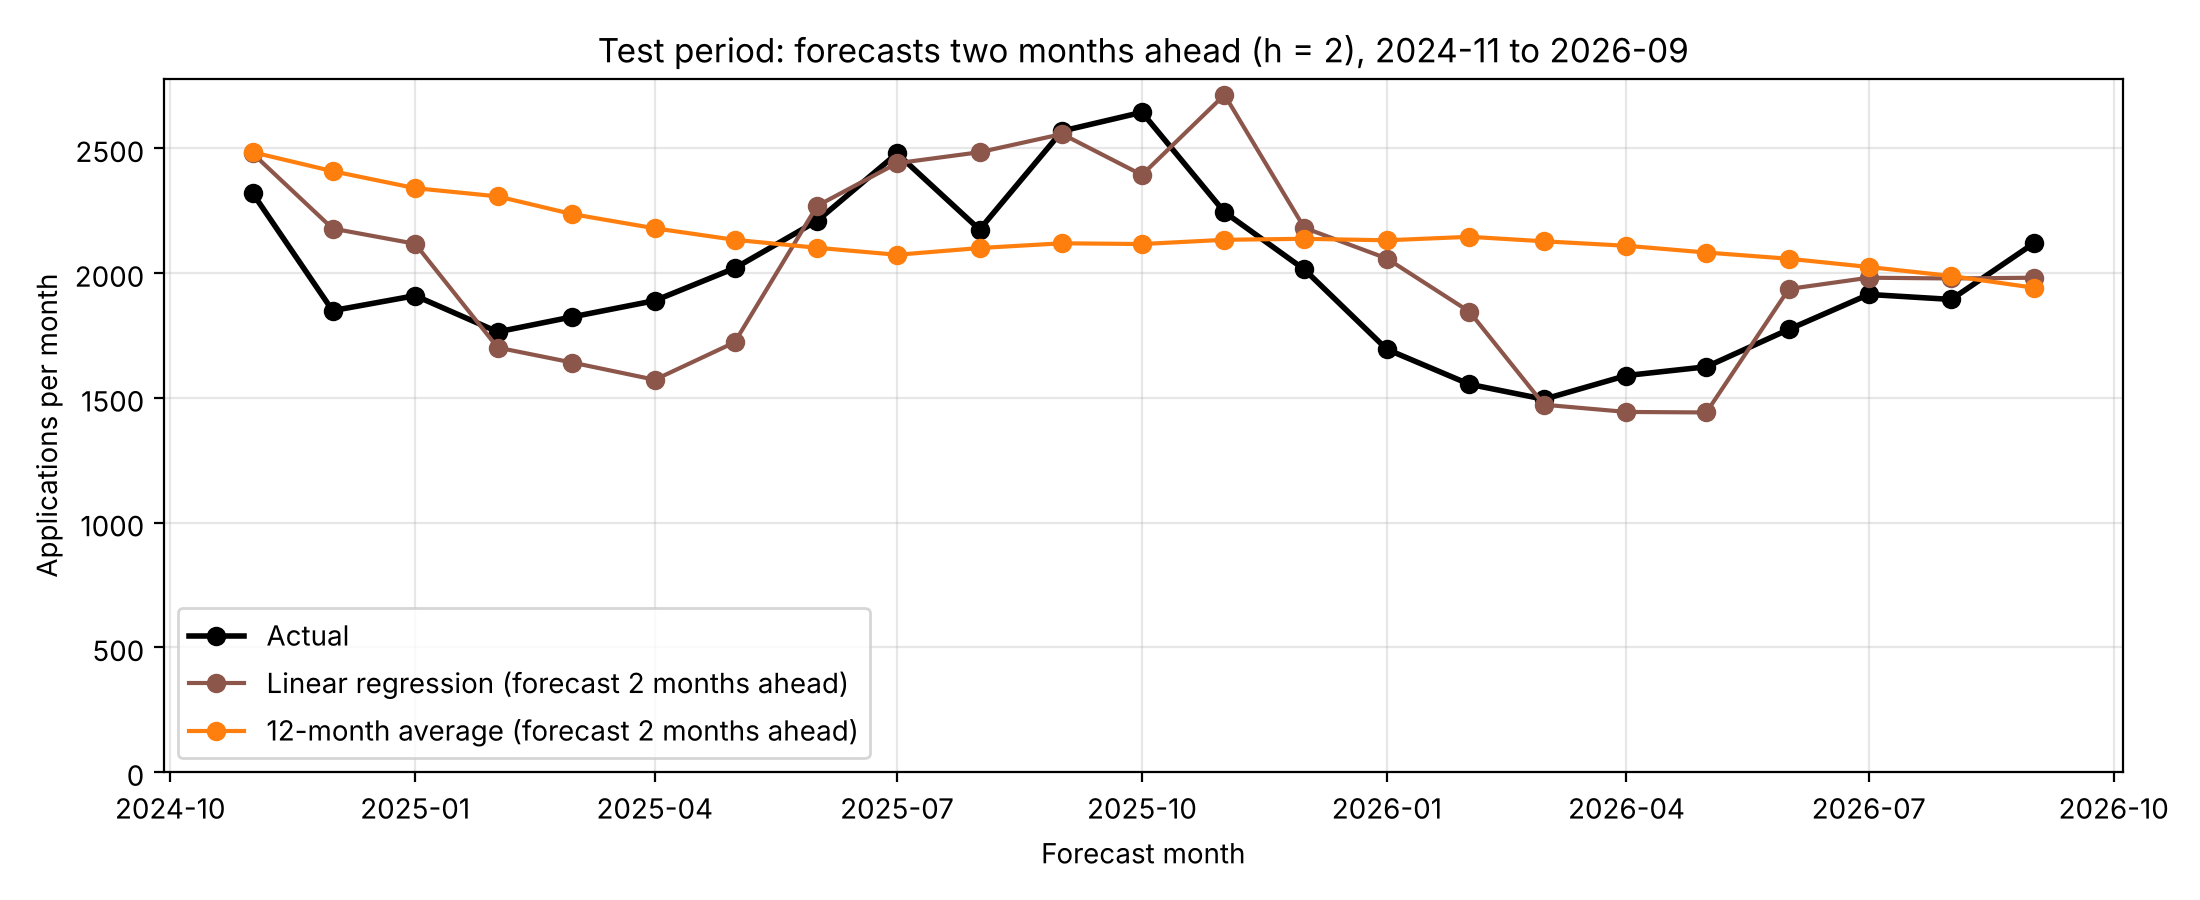 Test period: forecasts two months ahead (h = 2), 2024-11 to 2026-09
Applications per month
2500
2000
1500
1000
500
0
Actual
Linear regression (forecast 2 months ahead)
12-month average (forecast 2 months ahead)
2024-10 2025-01 2025-04 2025-07 2025-10 2026-01 2026-04 2026-07 2026-10
Forecast month